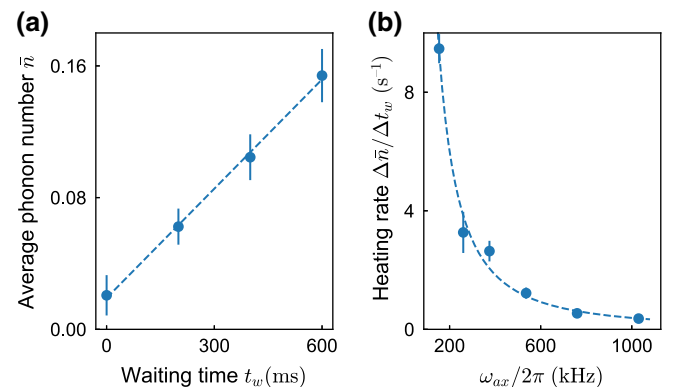 (a)
Average phonon number n̄
0.16
0.08
0.00
0
300
600
Waiting time t_w(ms)
(b)
Heating rate Δn̄/Δt_w (s⁻¹)
8
4
0
200
600
1000
ω_ax/2π (kHz)